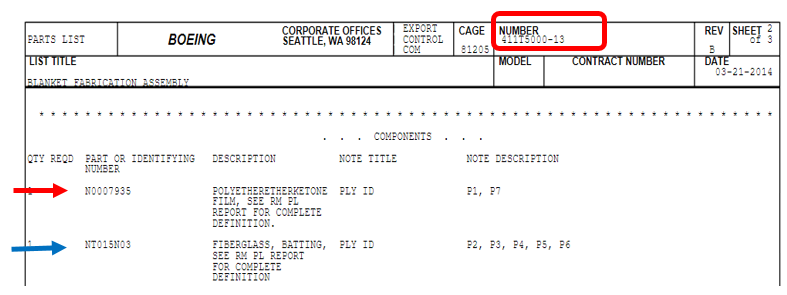 PARTS LIST BOEING CORPORATE OFFICES SEATTLE, WA 98124 EXPORT CONTROL COM CAGE 81205 NUMBER 411T5000-13 REV B SHEET 2 of 3
LIST TITLE MODEL CONTRACT NUMBER DATE
BLANKET FABRICATION ASSEMBLY 03-21-2014
* * * * * * * * * * * * * * * * * * * * * * * * * * * * * * * * * * * * * * * * * * * * * * * * * * * * * * * * * * *
. . . COMPONENTS . . .
QTY REQD PART OR IDENTIFYING DESCRIPTION NOTE TITLE NOTE DESCRIPTION
NUMBER
N0007935 POLYETHERETHERKETONE PLY ID P1, P7
FILM, SEE RM PL
REPORT FOR COMPLETE
DEFINITION.
1 NT015N03 FIBERGLASS, BATTING, PLY ID P2, P3, P4, P5, P6
SEE RM PL REPORT
FOR COMPLETE
DEFINITION